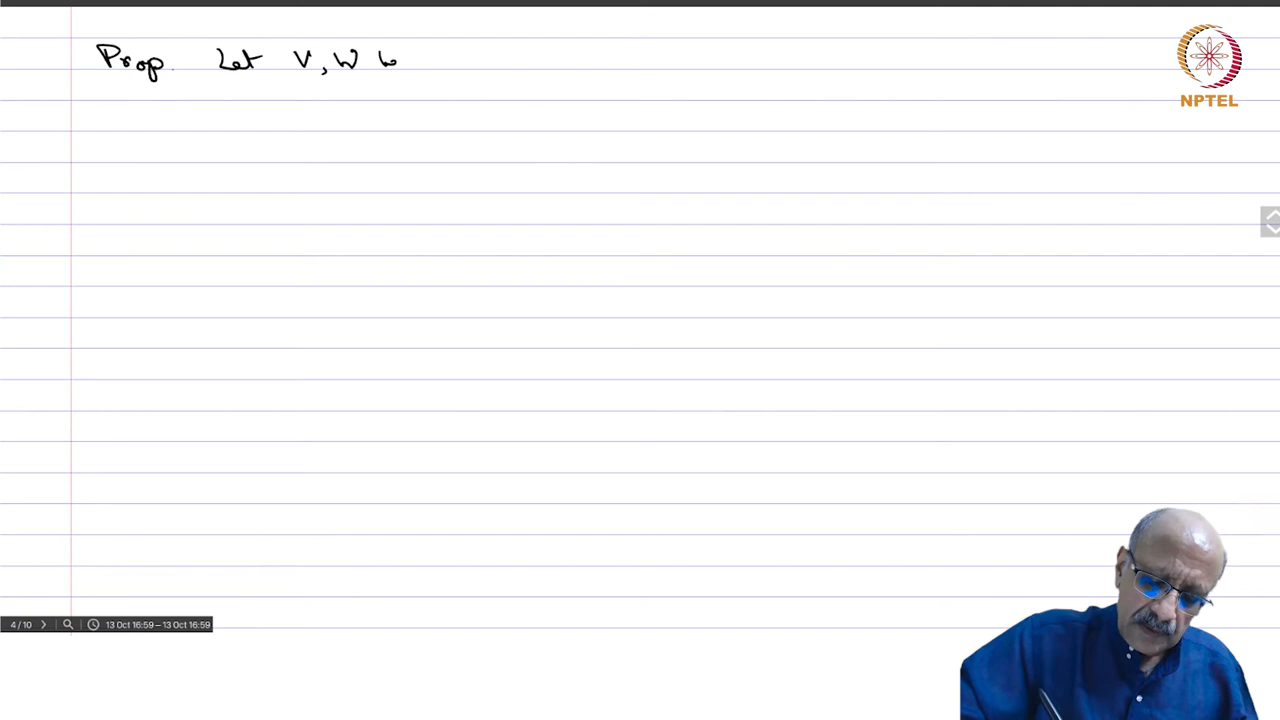 Prop. Let V, W b
NPTEL
4 / 10 13 Oct 16:59 – 13 Oct 16:59